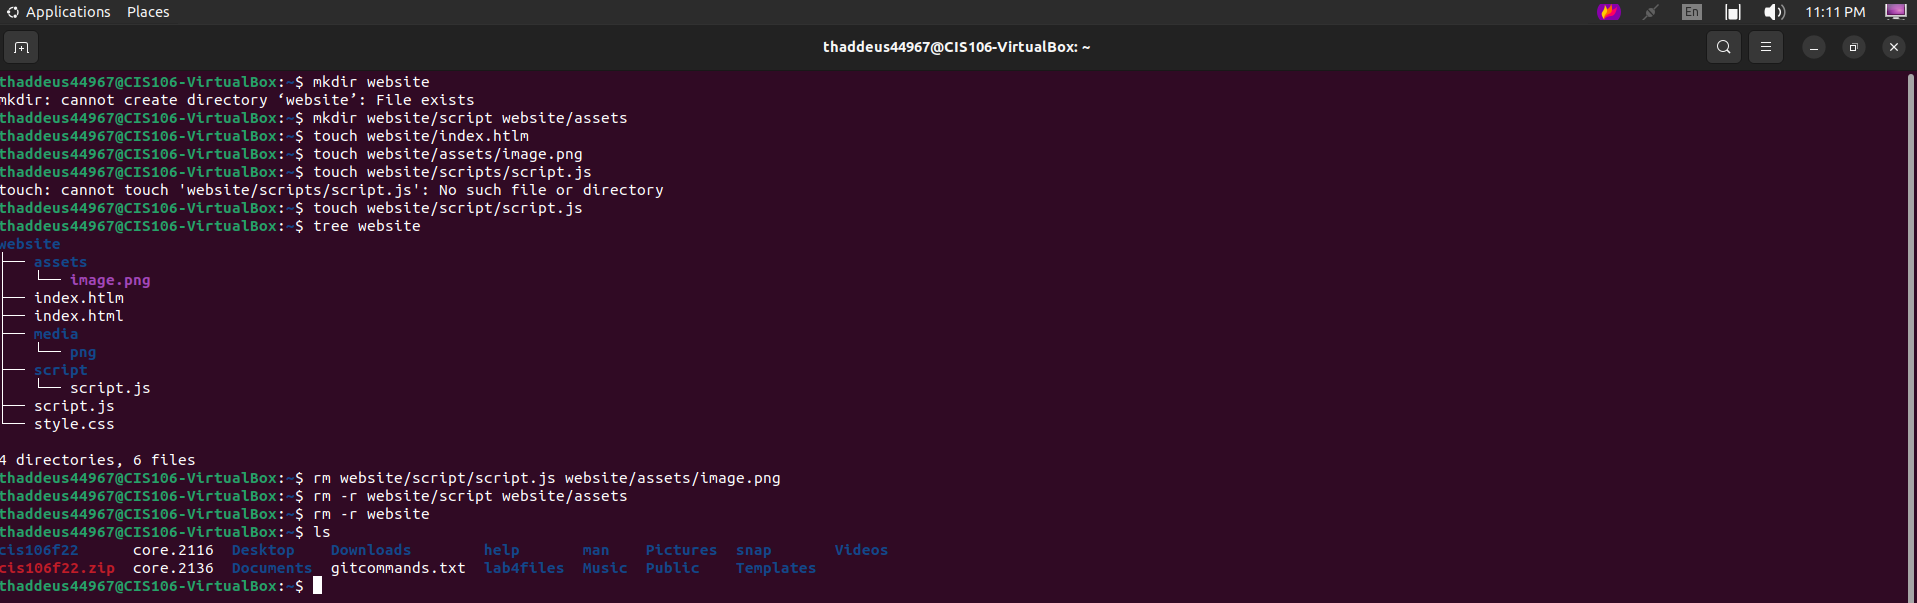 Applications Places En 11:11 PM
thaddeus44967@CIS106-VirtualBox: ~
thaddeus44967@CIS106-VirtualBox:~$ mkdir website
mkdir: cannot create directory ‘website’: File exists
thaddeus44967@CIS106-VirtualBox:~$ mkdir website/script website/assets
thaddeus44967@CIS106-VirtualBox:~$ touch website/index.htlm
thaddeus44967@CIS106-VirtualBox:~$ touch website/assets/image.png
thaddeus44967@CIS106-VirtualBox:~$ touch website/scripts/script.js
touch: cannot touch 'website/scripts/script.js': No such file or directory
thaddeus44967@CIS106-VirtualBox:~$ touch website/script/script.js
thaddeus44967@CIS106-VirtualBox:~$ tree website
website
├── assets
│   └── image.png
├── index.htlm
├── index.html
├── media
│   └── png
├── script
│   └── script.js
├── script.js
└── style.css
4 directories, 6 files
thaddeus44967@CIS106-VirtualBox:~$ rm website/script/script.js website/assets/image.png
thaddeus44967@CIS106-VirtualBox:~$ rm -r website/script website/assets
thaddeus44967@CIS106-VirtualBox:~$ rm -r website
thaddeus44967@CIS106-VirtualBox:~$ ls
cis106f22 core.2116 Desktop Downloads help man Pictures snap Videos
cis106f22.zip core.2136 Documents gitcommands.txt lab4files Music Public Templates
thaddeus44967@CIS106-VirtualBox:~$